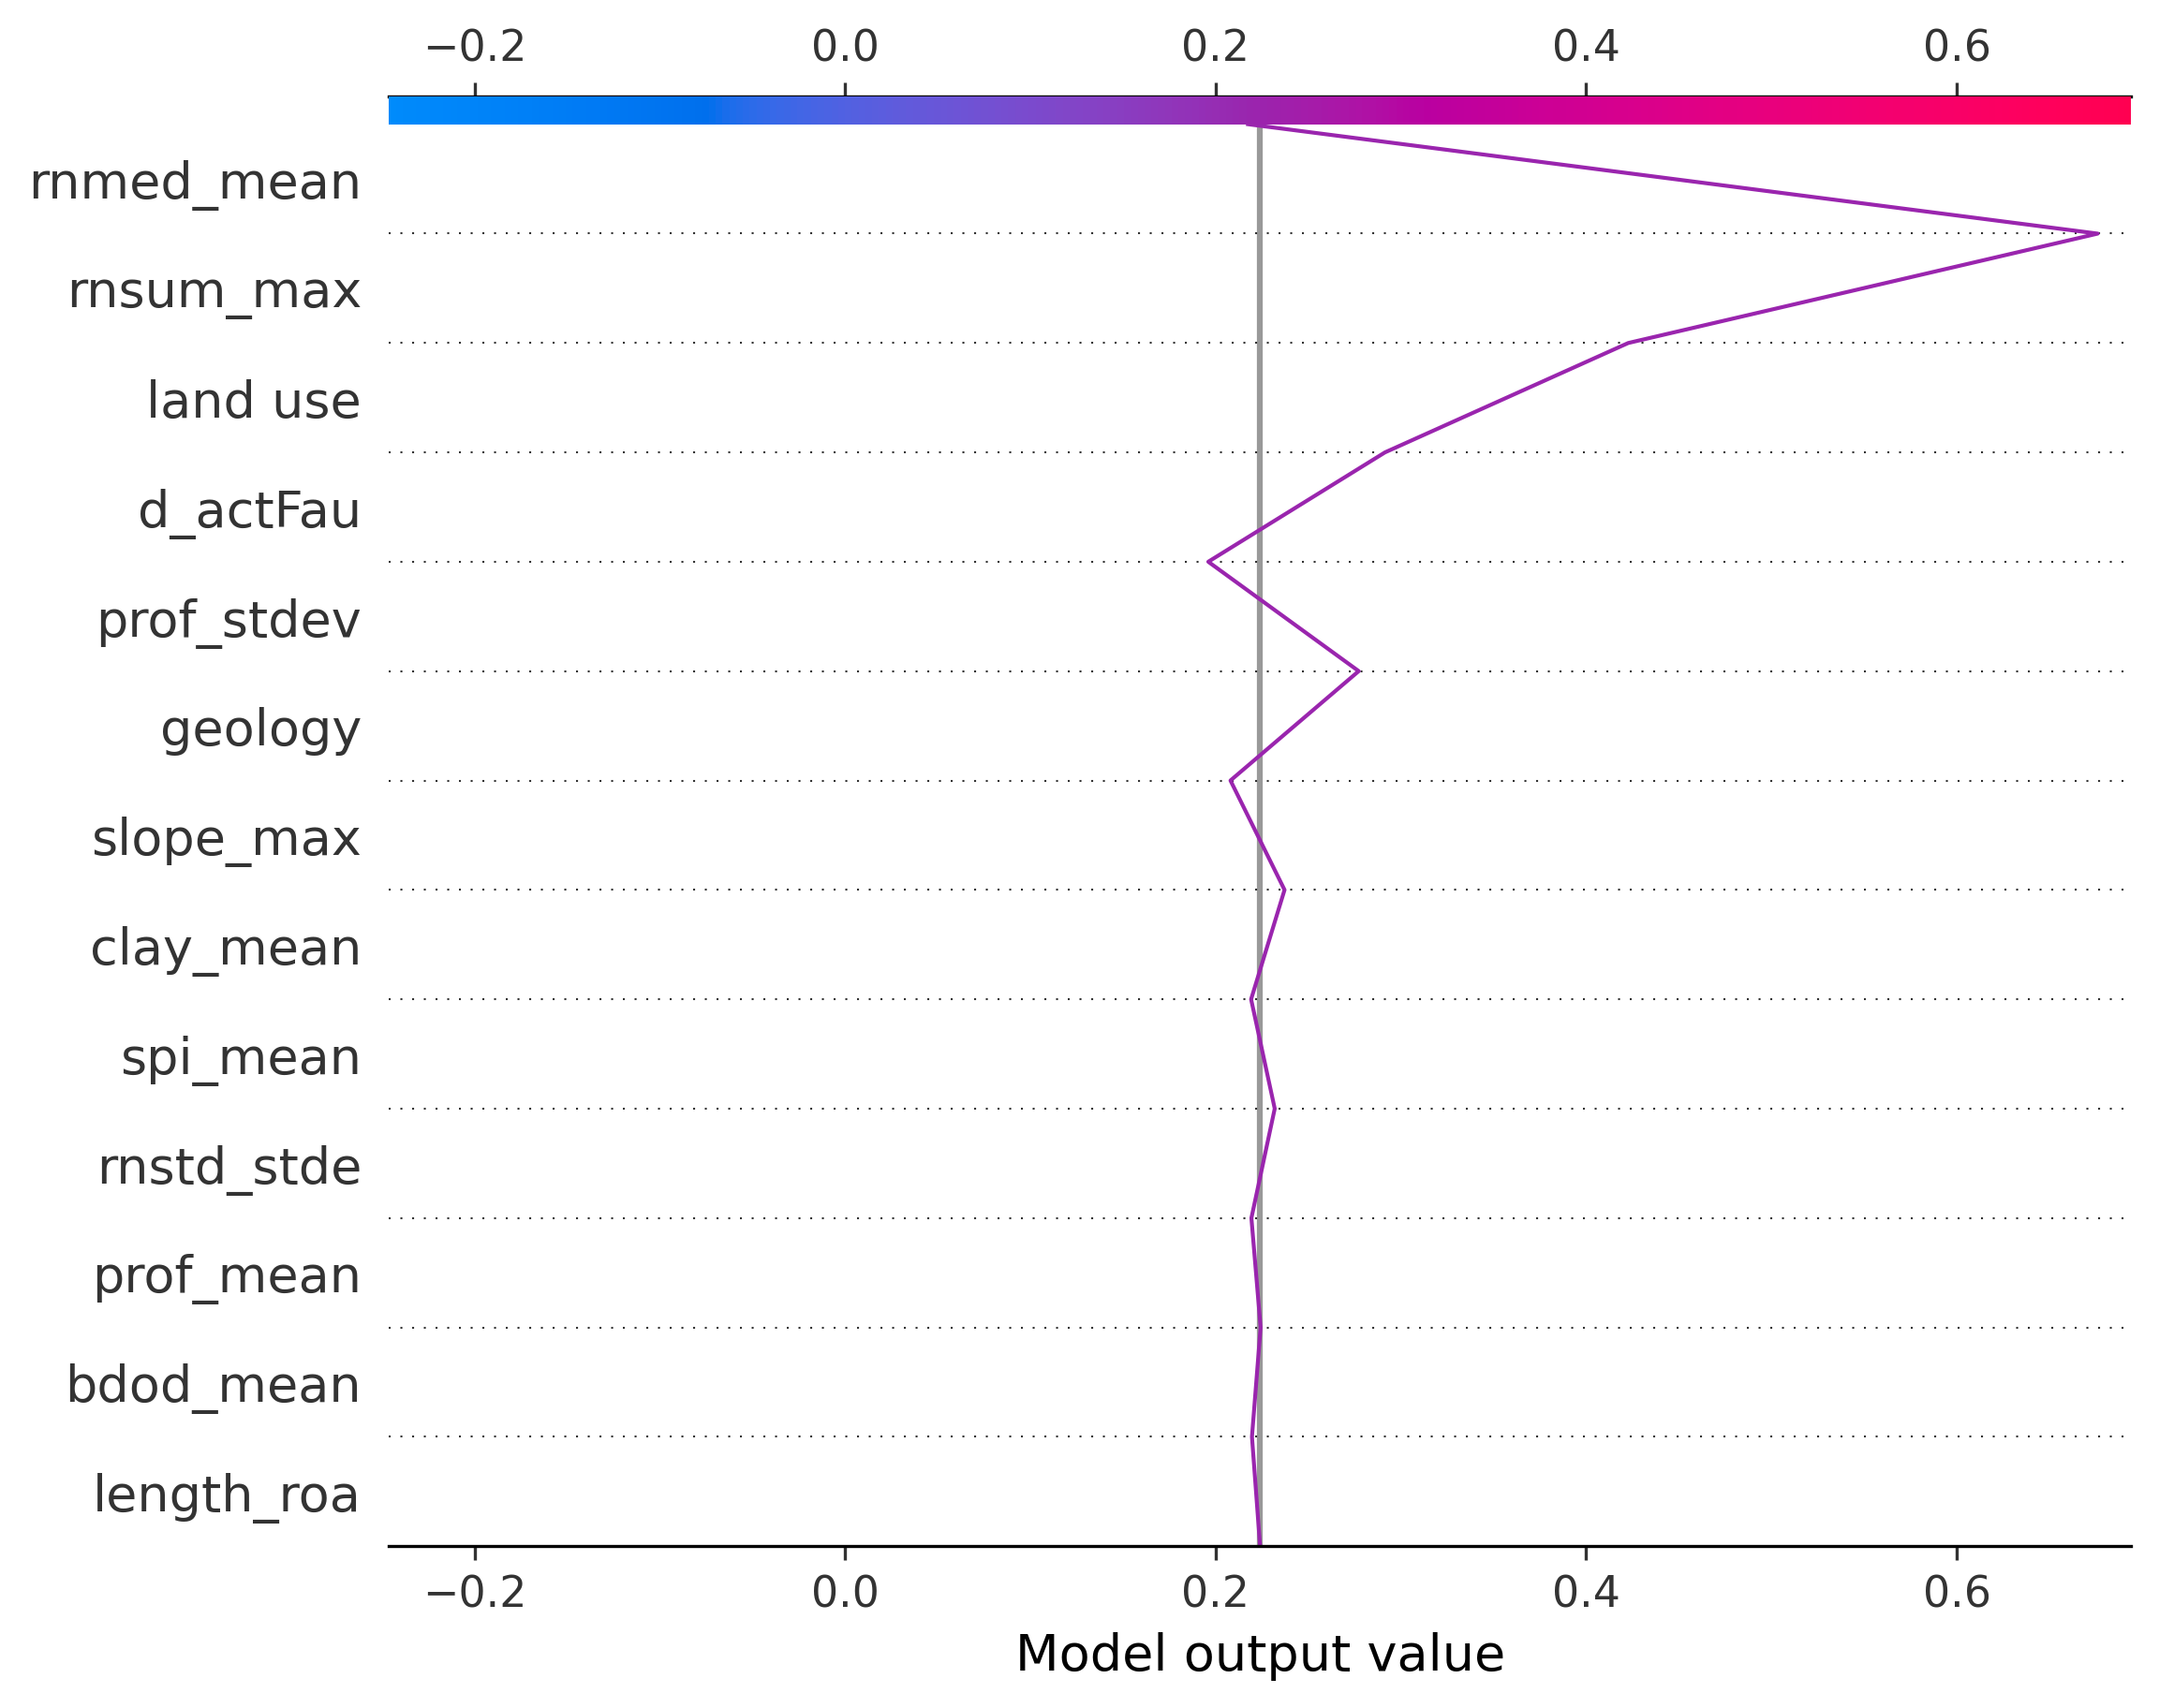 −0.2 0.0 0.2 0.4 0.6
rnmed_mean
rnsum_max
land use
d_actFau
prof_stdev
geology
slope_max
clay_mean
spi_mean
rnstd_stde
prof_mean
bdod_mean
length_roa
−0.2 0.0 0.2 0.4 0.6
Model output value